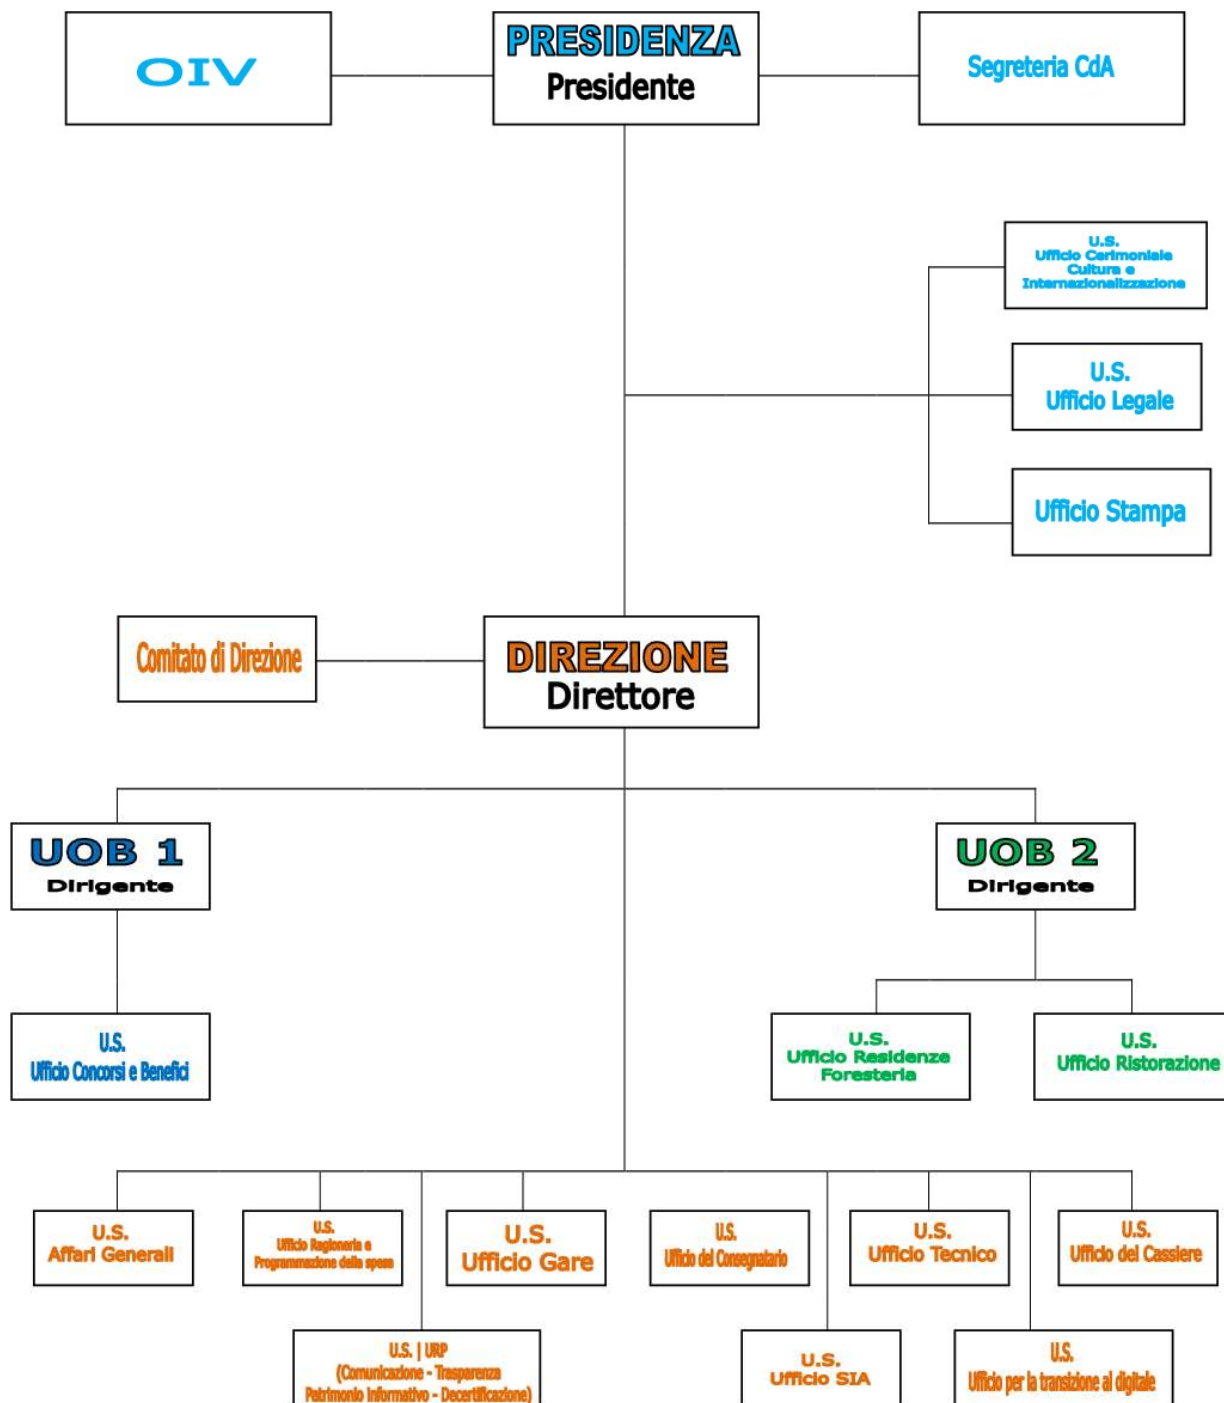 OIV
PRESIDENZA
Presidente
Segreteria CdA
U.S.
Ufficio Cerimoniale
Cultura e
Internazionalizzazione
U.S.
Ufficio Legale
Ufficio Stampa
Comitato di Direzione
DIREZIONE
Direttore
UOB 1
Dirigente
UOB 2
Dirigente
U.S.
Ufficio Concorsi e Benefici
U.S.
Ufficio Residenze
Foresteria
U.S.
Ufficio Ristorazione
U.S.
Affari Generali
U.S.
Ufficio Ragioneria e
Programmazione della spesa
U.S.
Ufficio Gare
U.S.
Ufficio del Consegnatario
U.S.
Ufficio Tecnico
U.S.
Ufficio del Cassiere
U.S. | URP
(Comunicazione - Trasparenza
Patrimonio Informativo - Decertificazione)
U.S.
Ufficio SIA
U.S.
Ufficio per la transizione al digitale